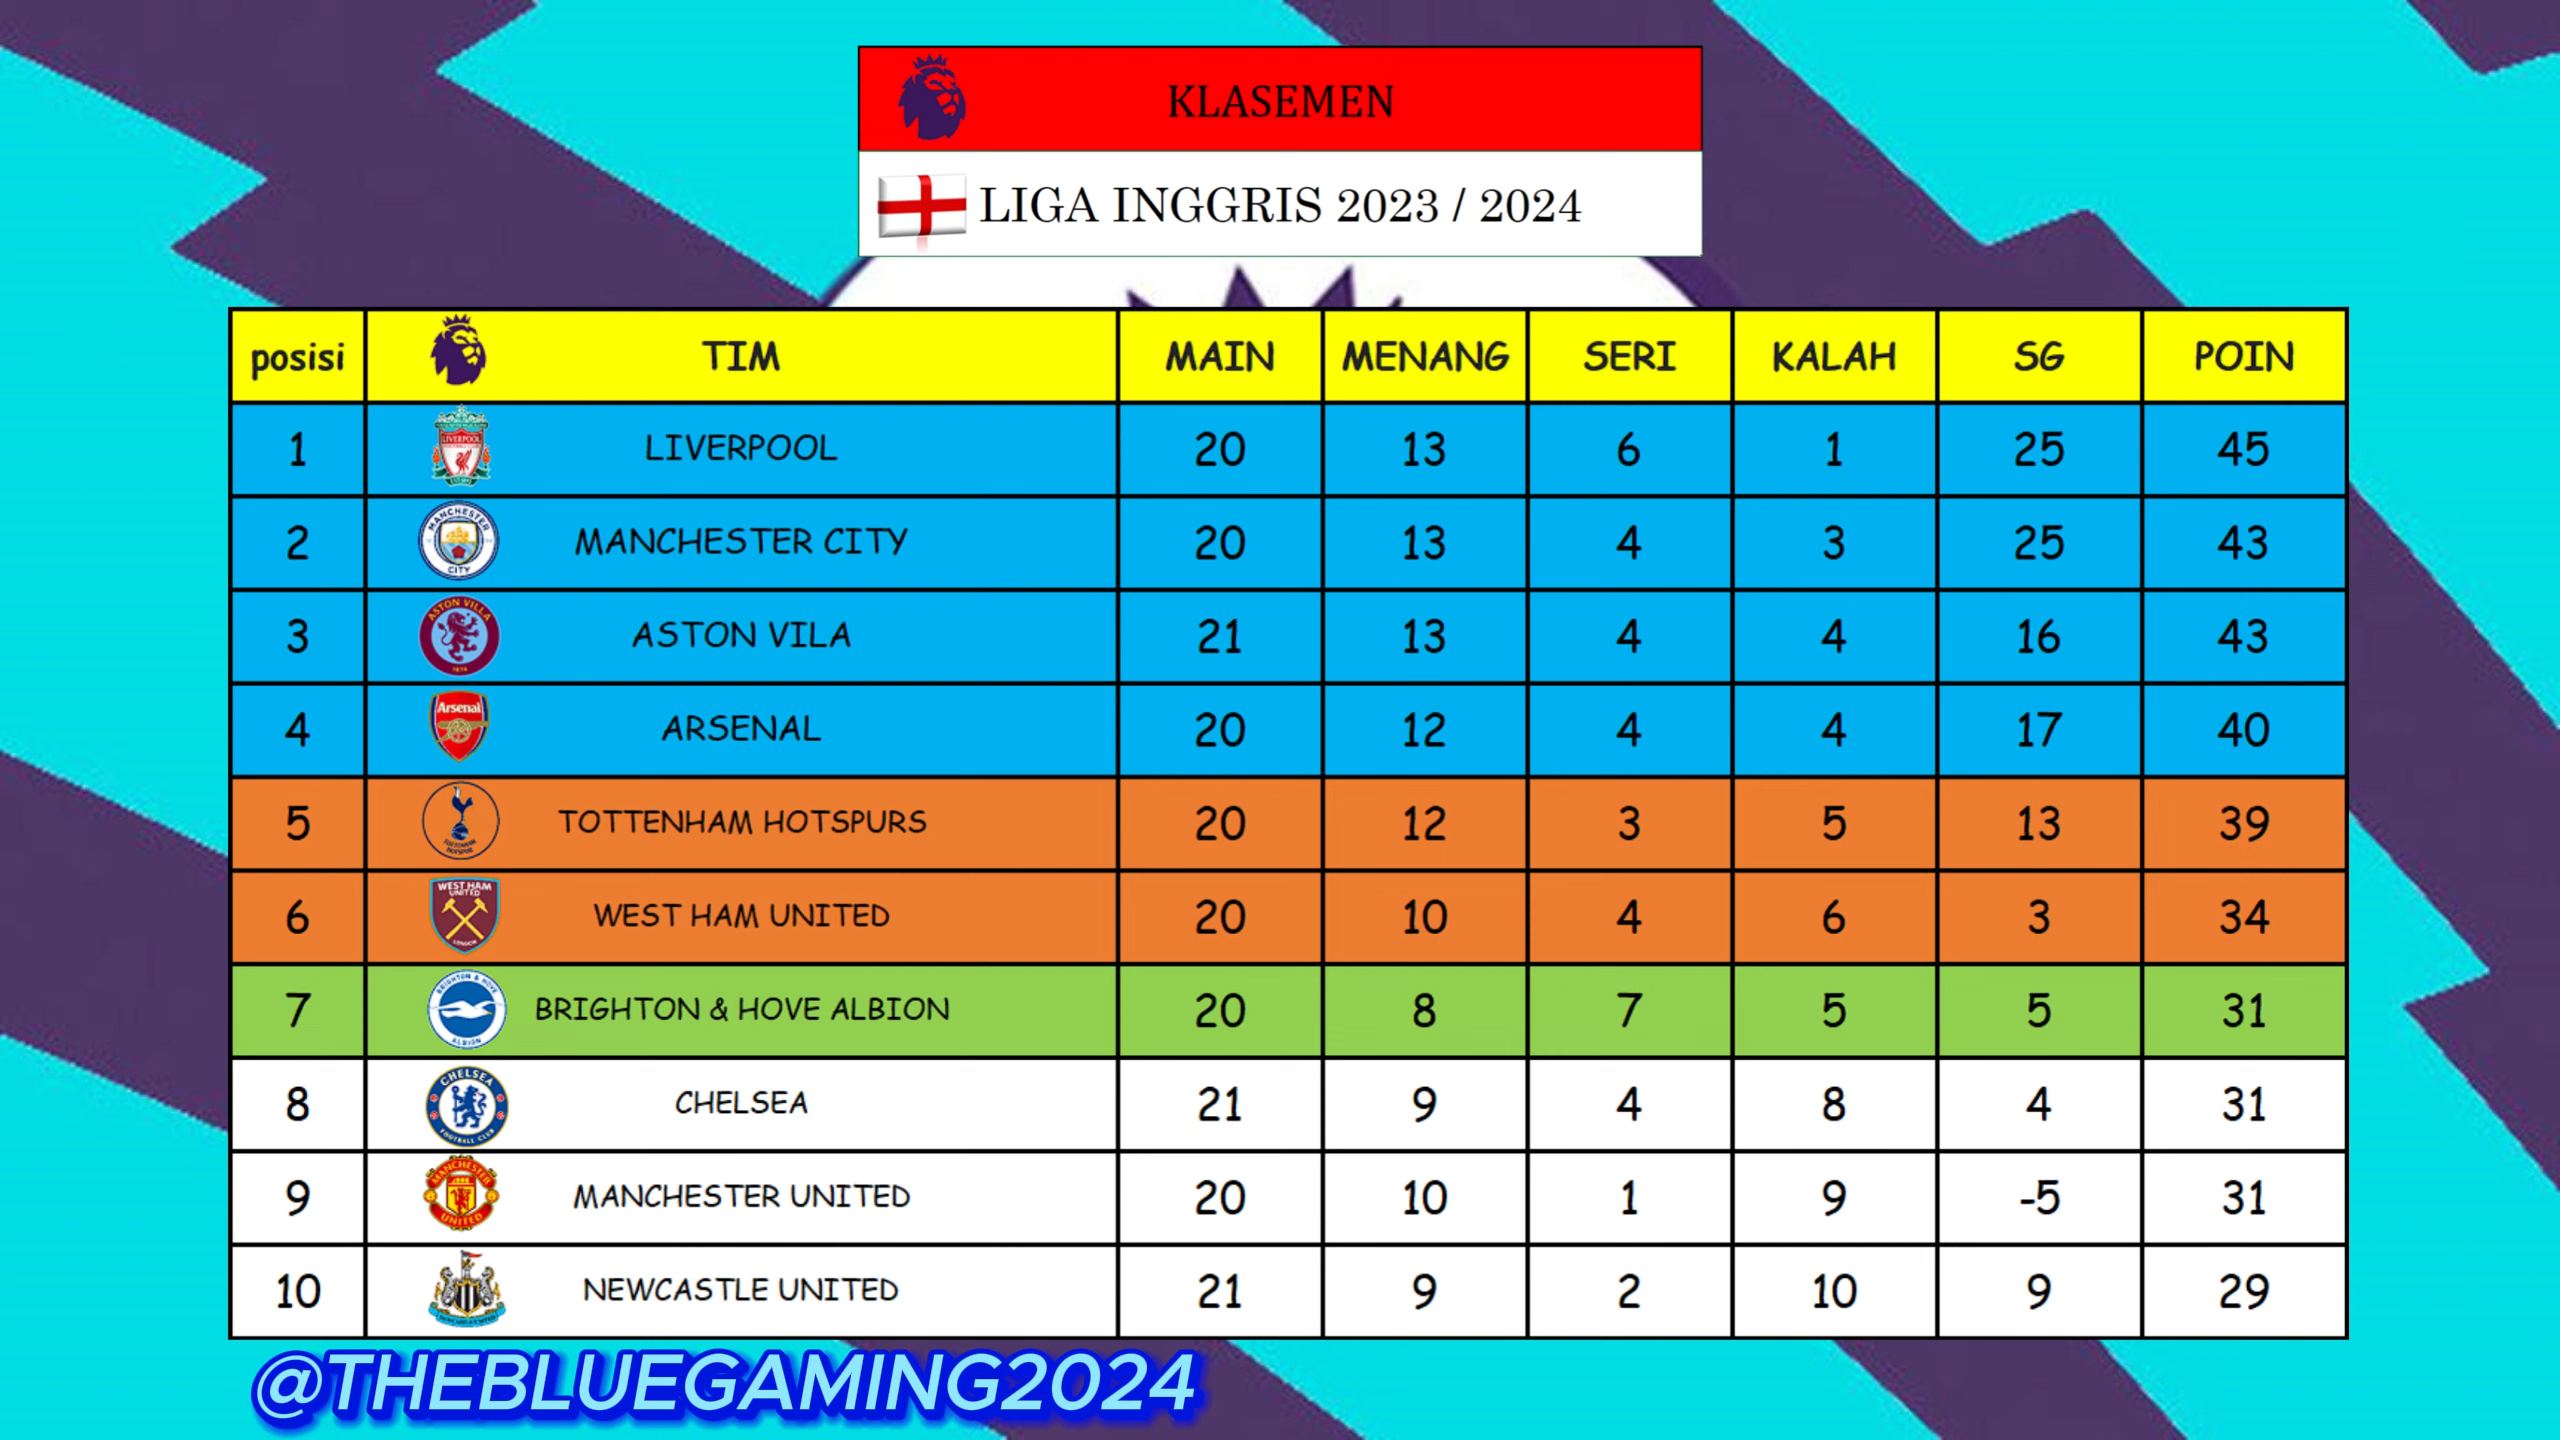 KLASEMEN
LIGA INGGRIS 2023 / 2024
posisi TIM MAIN MENANG SERI KALAH SG POIN
1 LIVERPOOL 20 13 6 1 25 45
2 MANCHESTER CITY 20 13 4 3 25 43
3 ASTON VILA 21 13 4 4 16 43
4 ARSENAL 20 12 4 4 17 40
5 TOTTENHAM HOTSPURS 20 12 3 5 13 39
6 WEST HAM UNITED 20 10 4 6 3 34
7 BRIGHTON & HOVE ALBION 20 8 7 5 5 31
8 CHELSEA 21 9 4 8 4 31
9 MANCHESTER UNITED 20 10 1 9 -5 31
10 NEWCASTLE UNITED 21 9 2 10 9 29
@THEBLUEGAMING2024